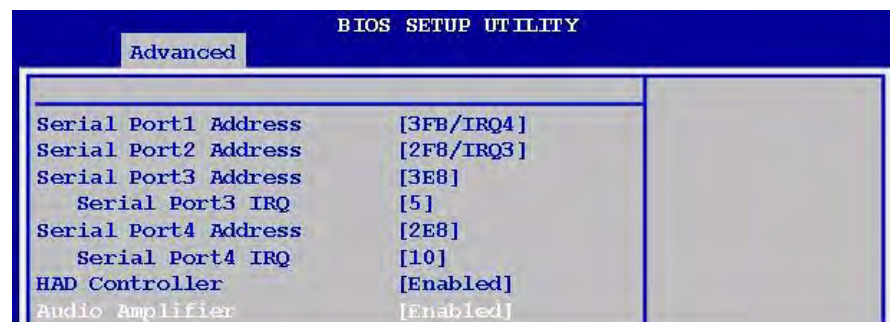 BIOS SETUP UTILITY
Advanced
Serial Port1 Address [3FB/IRQ4]
Serial Port2 Address [2F8/IRQ3]
Serial Port3 Address [3E8]
Serial Port3 IRQ [5]
Serial Port4 Address [2E8]
Serial Port4 IRQ [10]
HAD Controller [Enabled]
Audio Amplifier [Enabled]